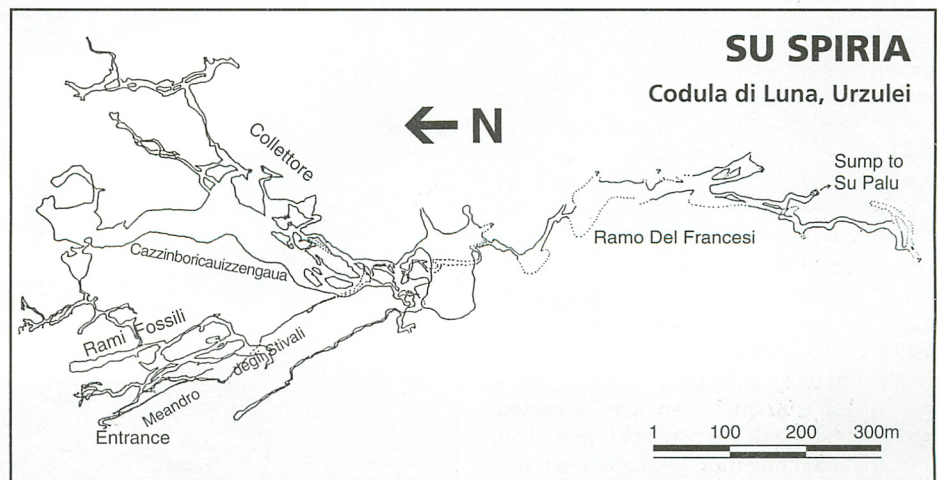 SU SPIRIA
Codula di Luna, Urzulei
N
Collettore
Sump to
Su Palu
Ramo Del Francesi
Cazzinboricauizzengaua
Rami Fossili
degli Stivali
Meandro
Entrance
1 100 200 300m